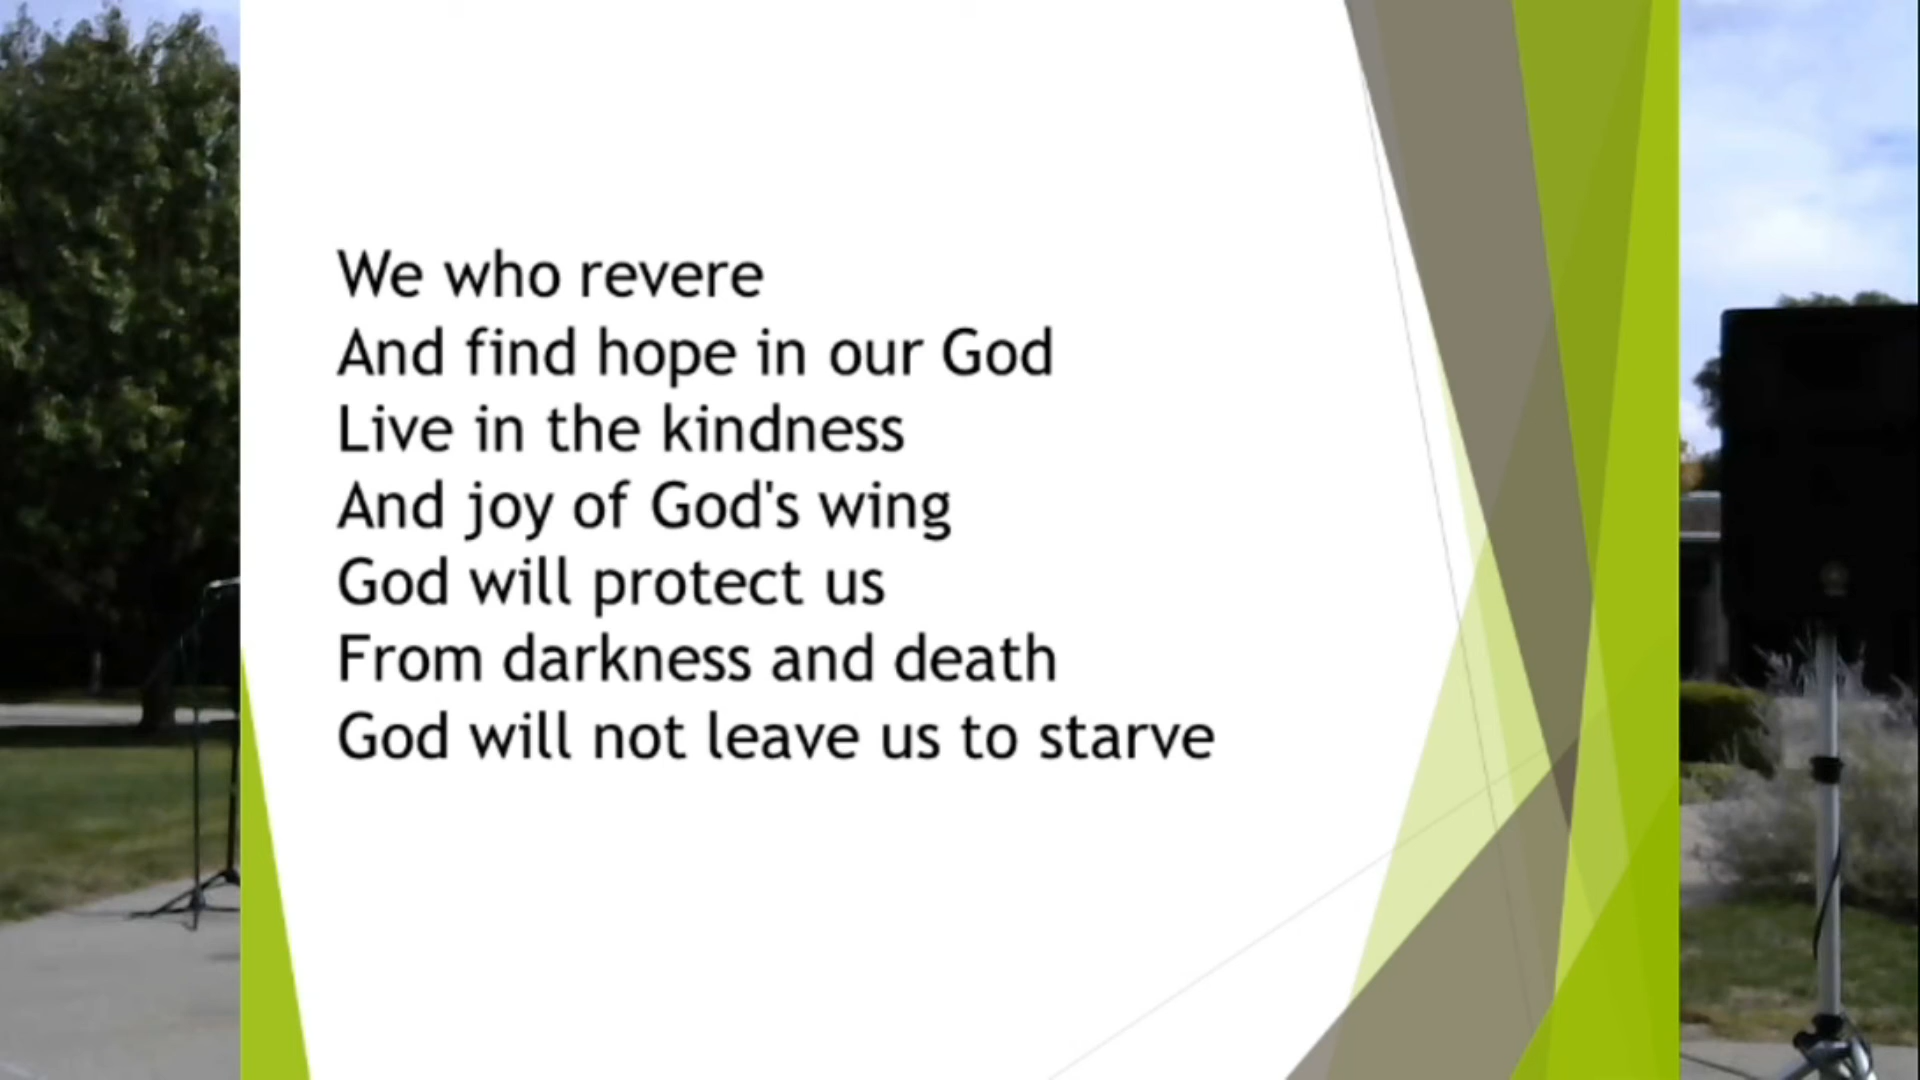 We who revere
And find hope in our God
Live in the kindness
And joy of God's wing
God will protect us
From darkness and death
God will not leave us to starve